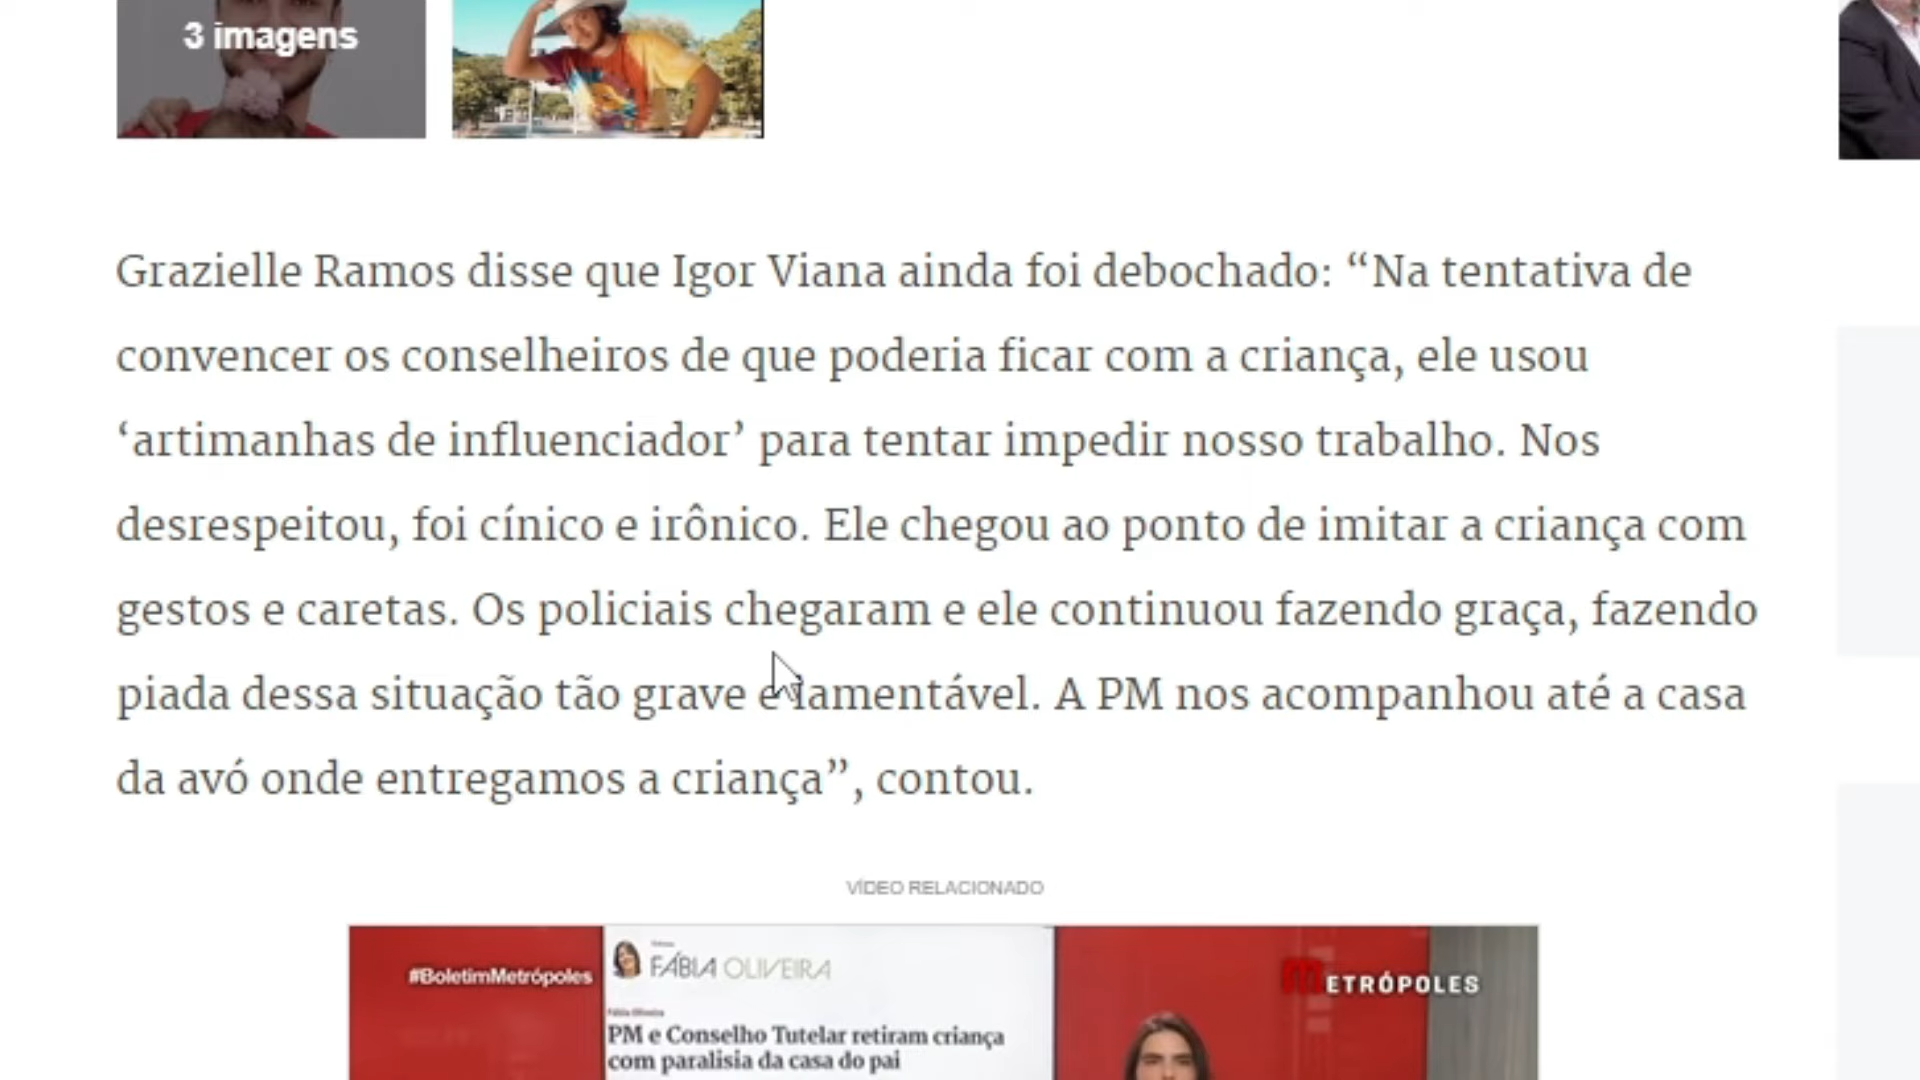 3 imagens
Grazielle Ramos disse que Igor Viana ainda foi debochado: “Na tentativa de
convencer os conselheiros de que poderia ficar com a criança, ele usou
‘artimanhas de influenciador’ para tentar impedir nosso trabalho. Nos
desrespeitou, foi cínico e irônico. Ele chegou ao ponto de imitar a criança com
gestos e caretas. Os policiais chegaram e ele continuou fazendo graça, fazendo
piada dessa situação tão grave e lamentável. A PM nos acompanhou até a casa
da avó onde entregamos a criança”, contou.
VÍDEO RELACIONADO
#BoletimMetrópoles
FÁBIA OLIVEIRA
METRÓPOLES
Fábia Oliveira
PM e Conselho Tutelar retiram criança
com paralisia da casa do pai